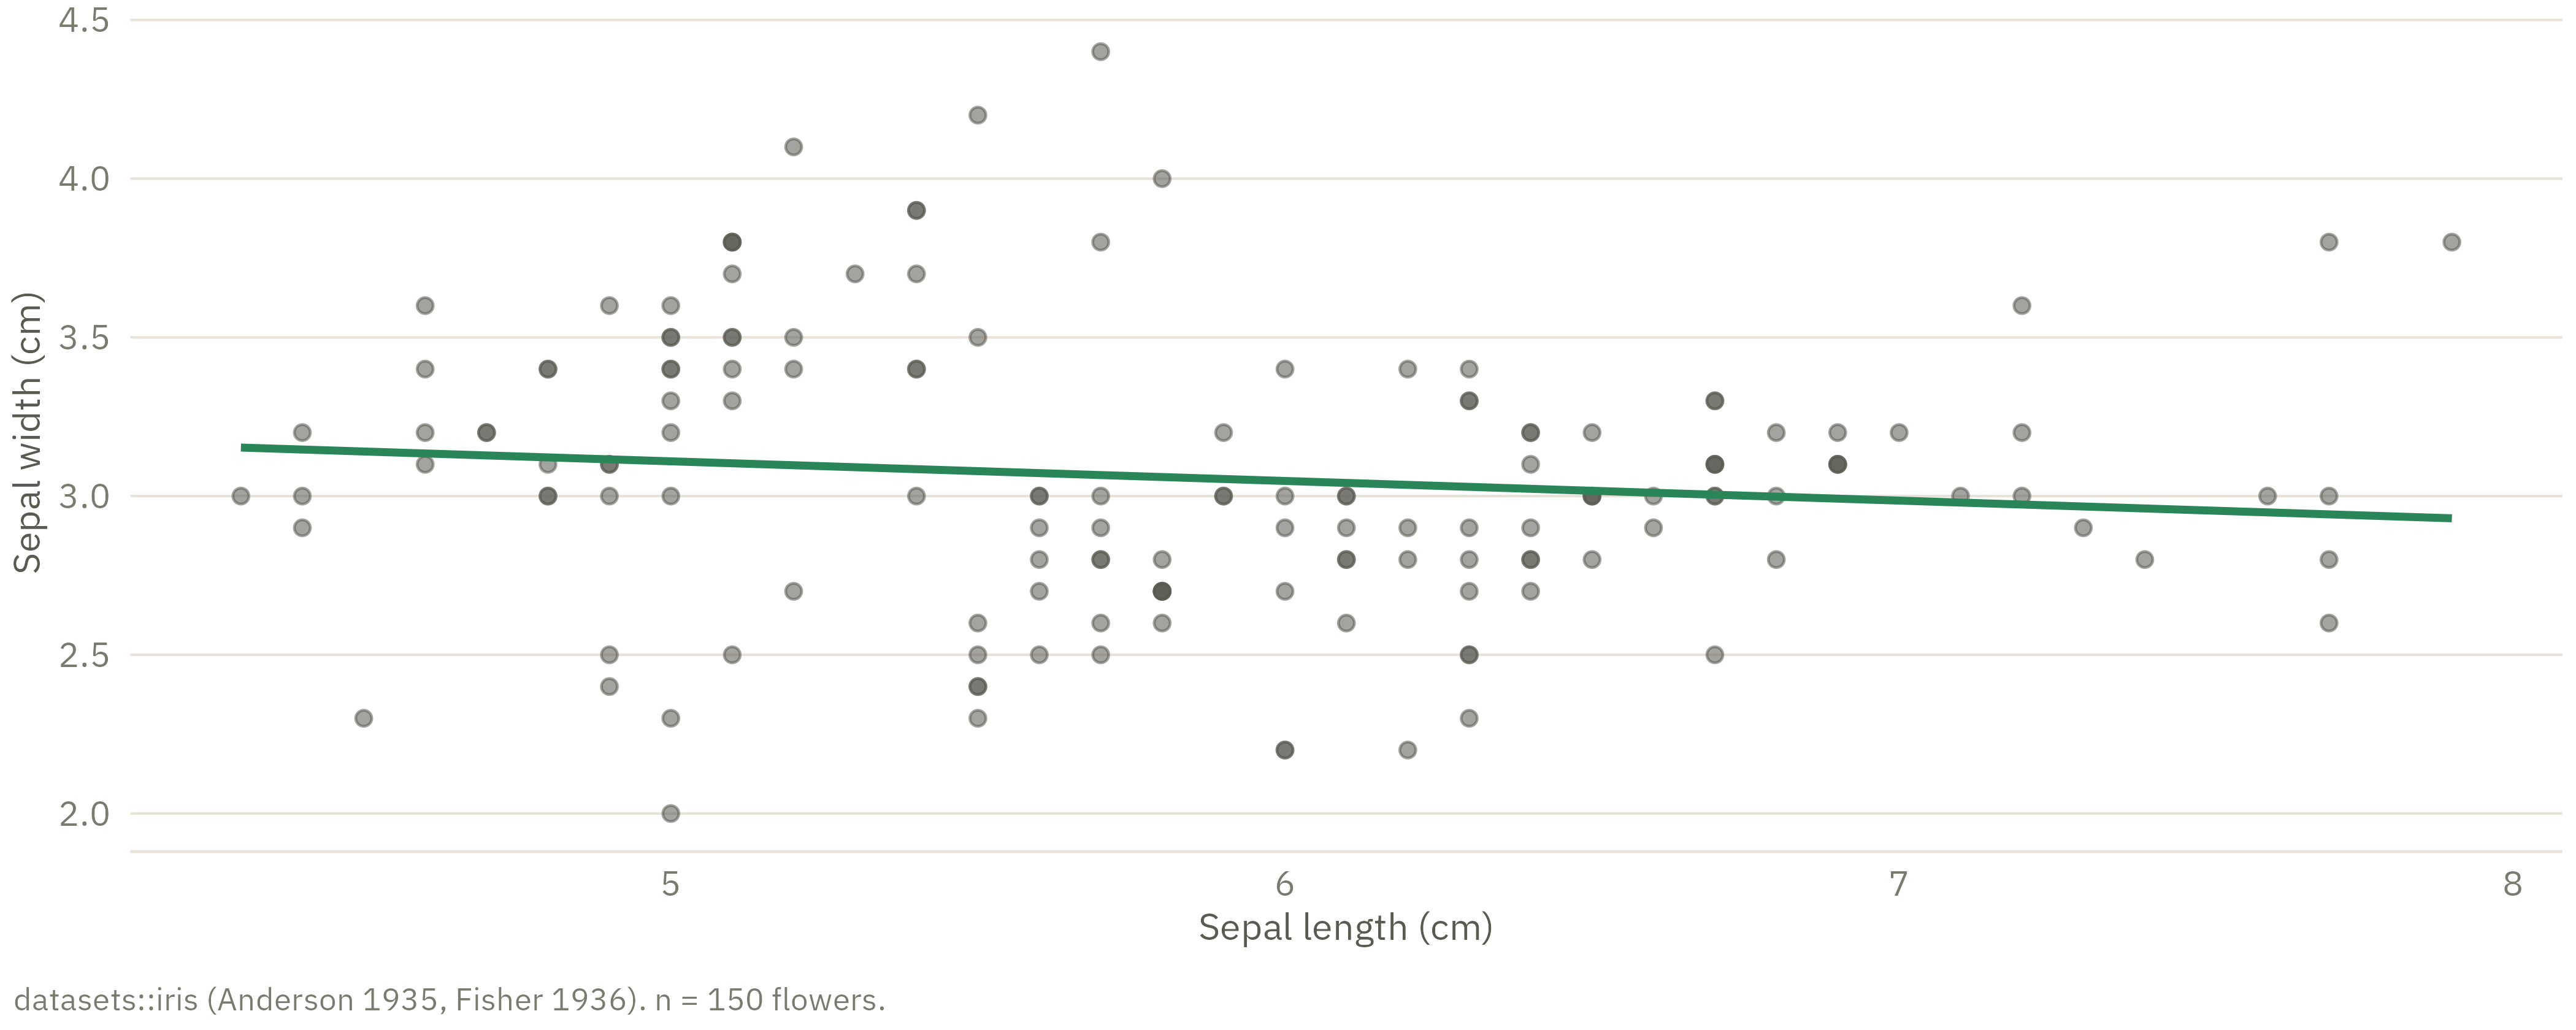 4.5
4.0
3.5
3.0
2.5
2.0
Sepal width (cm)
5 6 7 8
Sepal length (cm)
datasets::iris (Anderson 1935, Fisher 1936). n = 150 flowers.